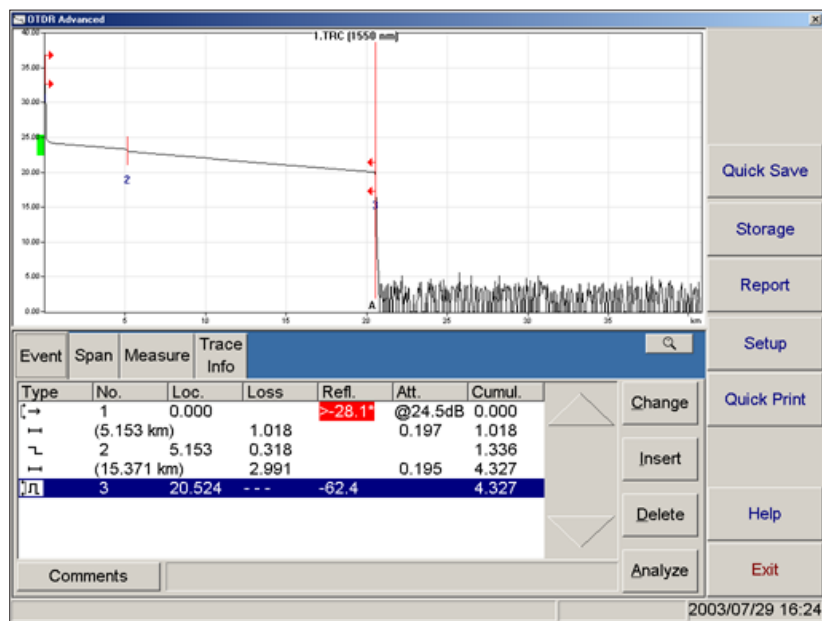 OTDR Advanced
1.TRC (1550 nm)
40.00
35.00
30.00
25.00
20.00
15.00
10.00
5.00
0.00
2
3
A
5 10 15 20 25 30 35 km
Quick Save
Storage
Report
Setup
Quick Print
Help
Exit
Event Span Measure Trace Info
Type No. Loc. Loss Refl. Att. Cumul.
1 0.000 >-28.1* @24.5dB 0.000
(5.153 km) 1.018 0.197 1.018
2 5.153 0.318 1.336
(15.371 km) 2.991 0.195 4.327
3 20.524 --- -62.4 4.327
Change
Insert
Delete
Analyze
Comments
2003/07/29 16:24